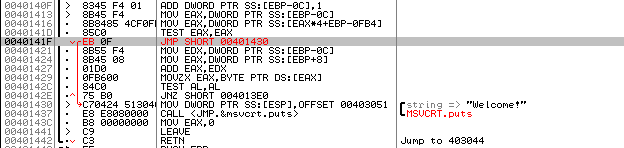 0040140F > 8345 F4 01 ADD DWORD PTR SS:[EBP-0C],1
00401413 > 8B45 F4 MOV EAX,DWORD PTR SS:[EBP-0C]
00401416 . 8B8485 4CF0F MOV EAX,DWORD PTR SS:[EAX*4+EBP-0FB4]
0040141D . 85C0 TEST EAX,EAX
0040141F . EB 0F JMP SHORT 00401430
00401421 . 8B55 F4 MOV EDX,DWORD PTR SS:[EBP-0C]
00401424 . 8B45 08 MOV EAX,DWORD PTR SS:[EBP+8]
00401427 . 01D0 ADD EAX,EDX
00401429 . 0FB600 MOVZX EAX,BYTE PTR DS:[EAX]
0040142C . 84C0 TEST AL,AL
0040142E .^ 75 B0 JNZ SHORT 004013E0
00401430 > C70424 513040 MOV DWORD PTR SS:[ESP],OFFSET 00403051 string => "Welcome!"
00401437 . E8 E8080000 CALL <JMP.&msvcrt.puts> MSVCRT.puts
0040143C . B8 00000000 MOV EAX,0
00401441 . C9 LEAVE
00401442 . C3 RETN Jump to 403044